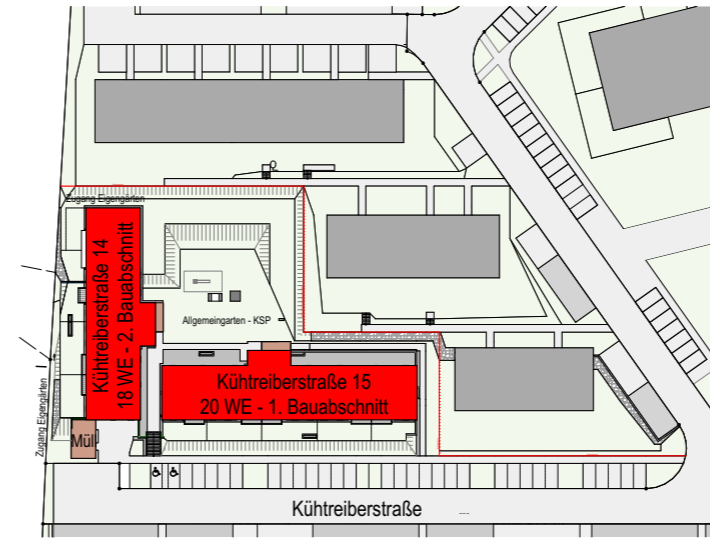 Q
Zugang Eigengärten
Kühtreiberstraße 14
18 WE - 2. Bauabschnitt
Allgemeingarten - KSP
Kühtreiberstraße 15
20 WE - 1. Bauabschnitt
Zugang Eigengärten
Mül
Kühtreiberstraße